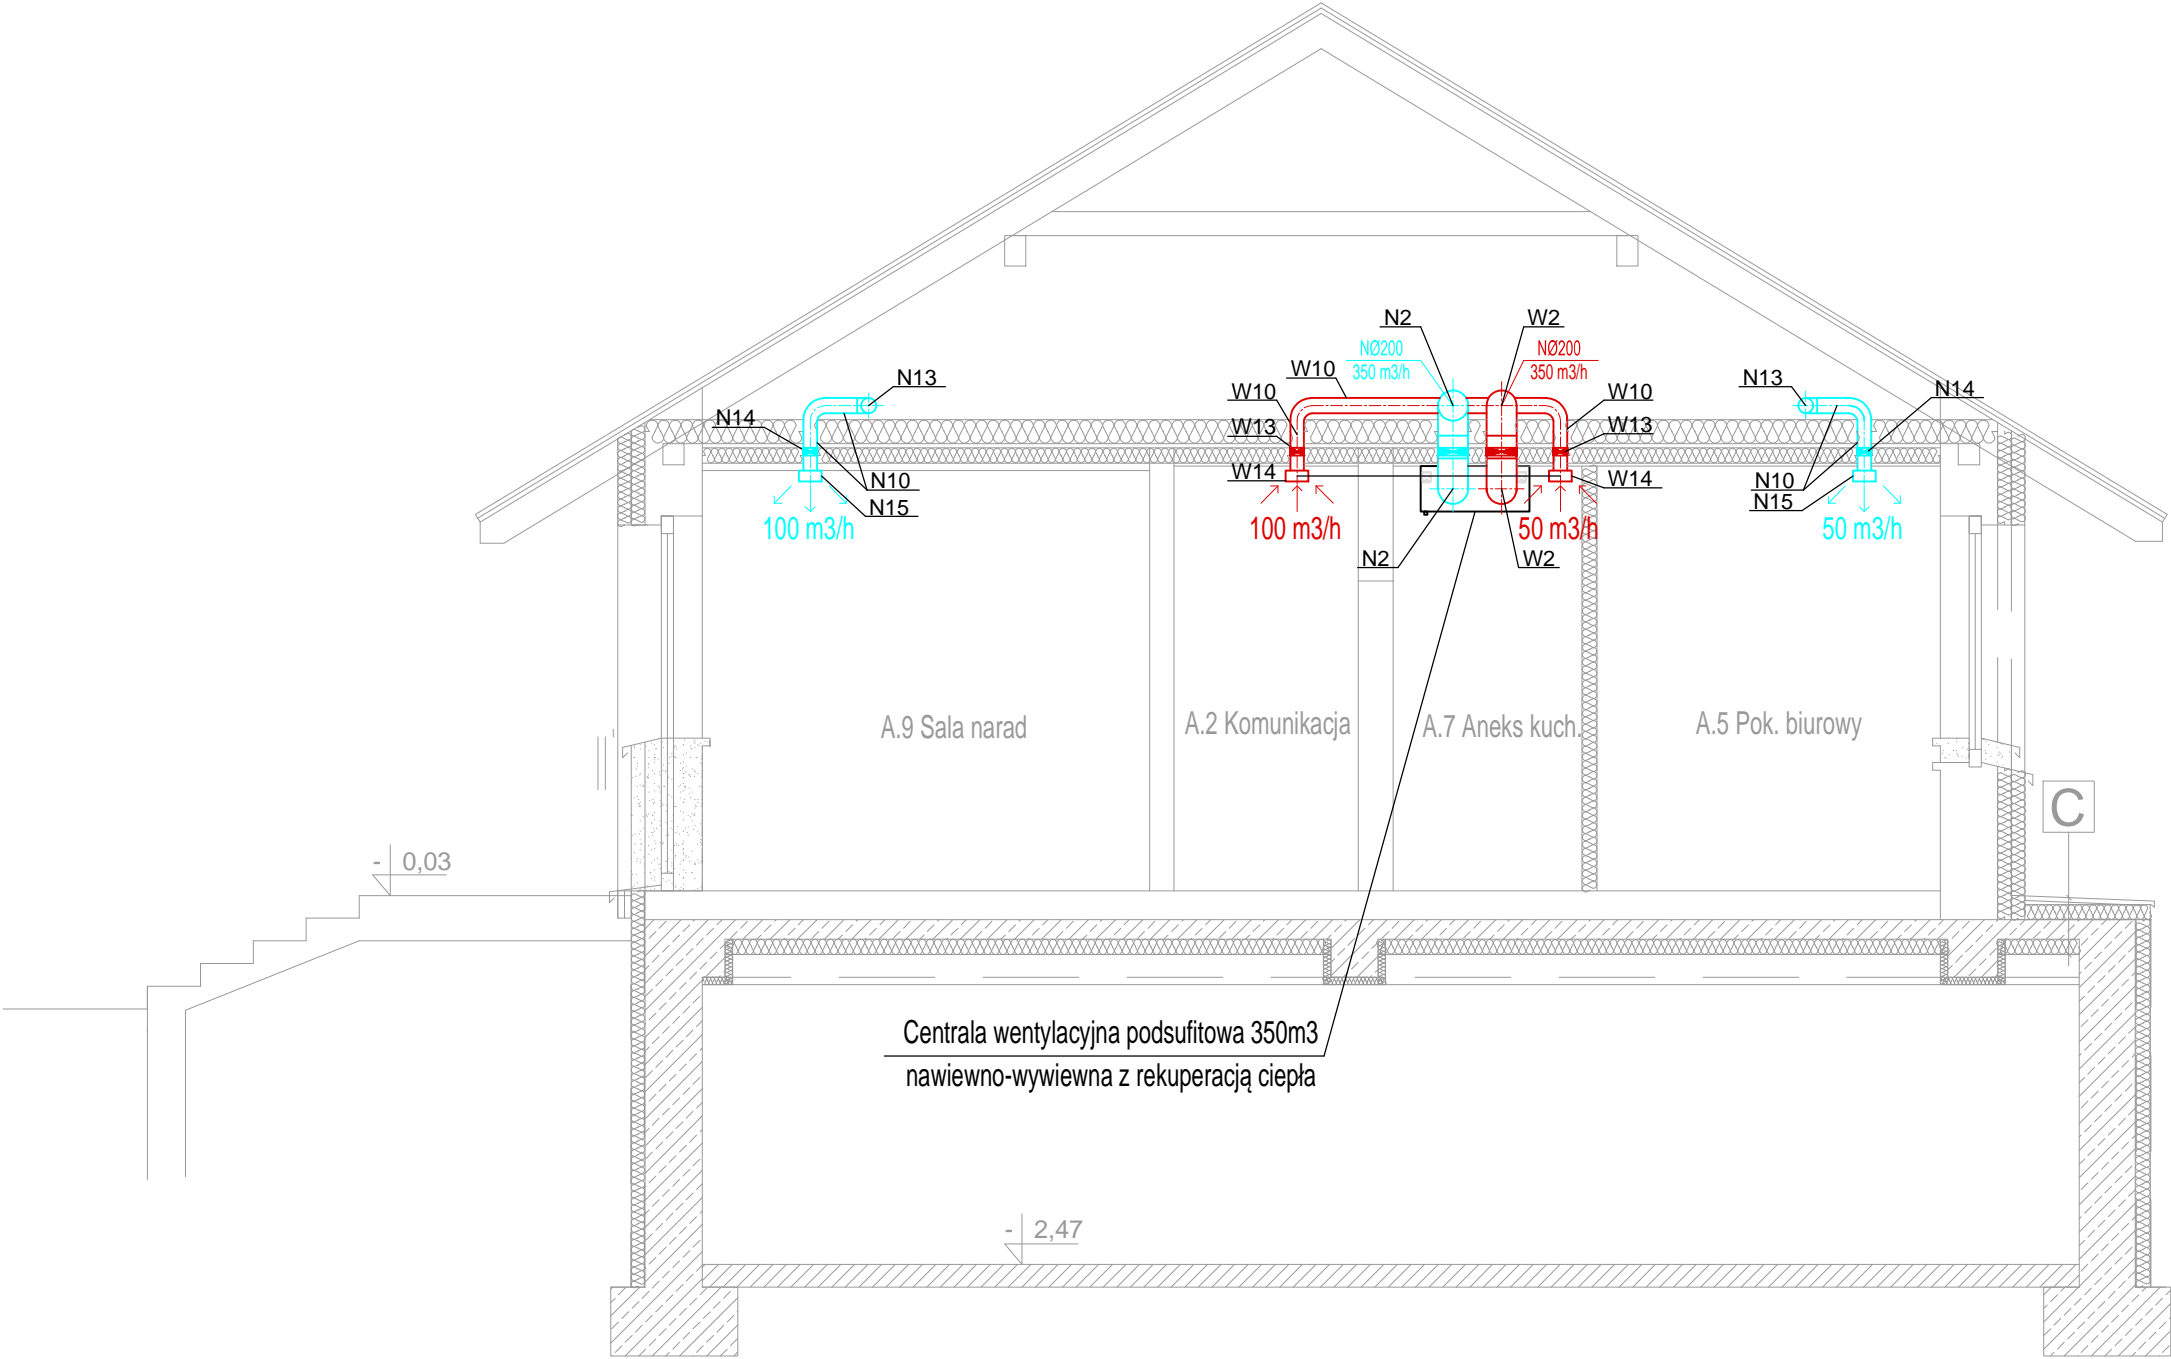 N2
W2
NØ200
350 m3/h
NØ200
350 m3/h
N13
W10
W10
W10
N13
N14
N14
W13
W13
W14
W14
N10
N15
N10
N15
100 m3/h
100 m3/h
50 m3/h
50 m3/h
N2
W2
A.9 Sala narad
A.2 Komunikacja
A.7 Aneks kuch.
A.5 Pok. biurowy
C
- 0,03
Centrala wentylacyjna podsufitowa 350m3
nawiewno-wywiewna z rekuperacją ciepła
- 2,47